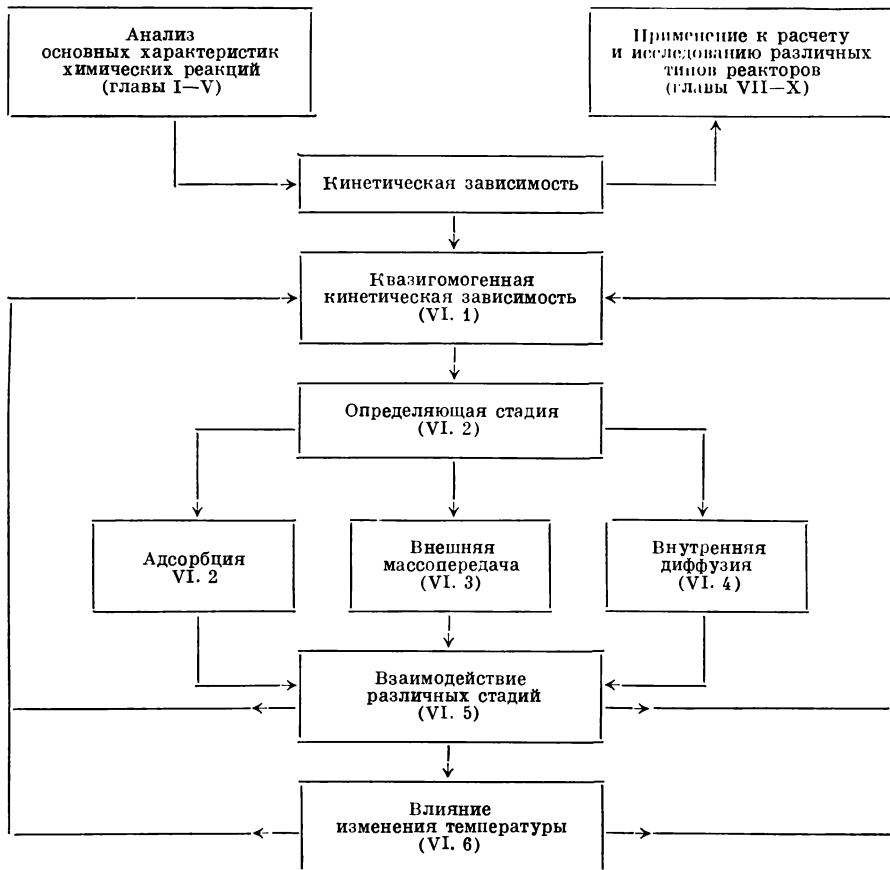 Анализ
основных характеристик
химических реакций
(главы I—V)
Применение к расчету
и исследованию различных
типов реакторов
(главы VII—X)
Кинетическая зависимость
Квазигомогенная
кинетическая зависимость
(VI. 1)
Определяющая стадия
(VI. 2)
Адсорбция
VI. 2
Внешняя
массопередача
(VI. 3)
Внутренняя
диффузия
(VI. 4)
Взаимодействие
различных стадий
(VI. 5)
Влияние
изменения температуры
(VI. 6)